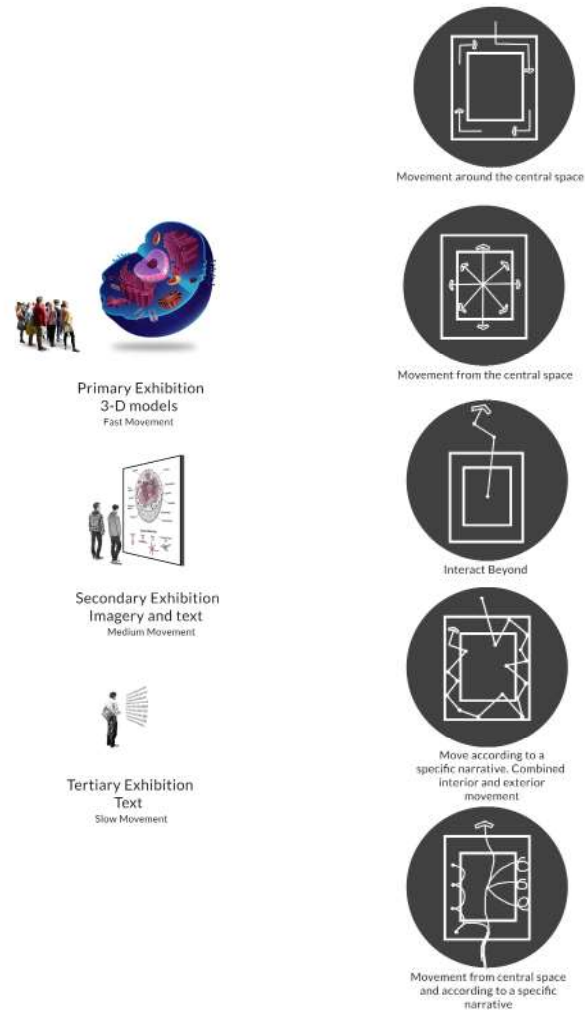 Movement around the central space
Movement from the central space
Primary Exhibition
3-D models
Fast Movement
Interact Beyond
Secondary Exhibition
Imagery and text
Medium Movement
Move according to a
specific narrative. Combined
interior and exterior
movement
Tertiary Exhibition
Text
Slow Movement
Movement from central space
and according to a specific
narrative